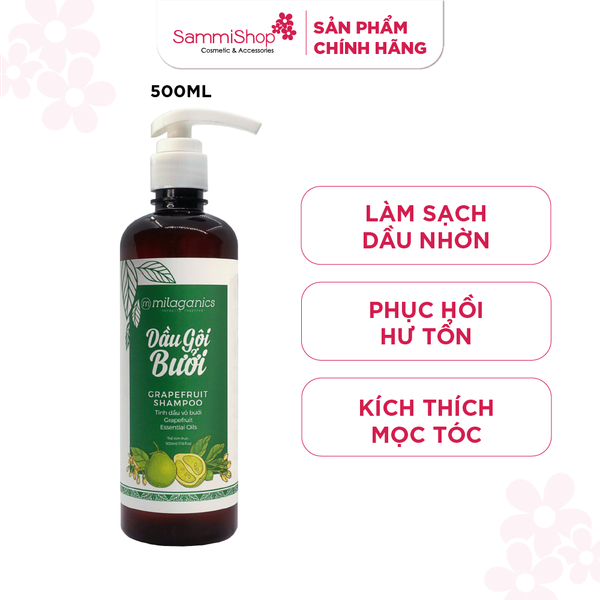 SammiShop
Cosmetic & Accessories
SẢN PHẨM
CHÍNH HÃNG
500ML
LÀM SẠCH
DẦU NHỜN
PHỤC HỒI
HƯ TỔN
KÍCH THÍCH
MỌC TÓC
m milaganics
Dầu Gội
Bưởi
GRAPEFRUIT
SHAMPOO
Tinh dầu vỏ bưởi
Grapefruit
Essential Oils